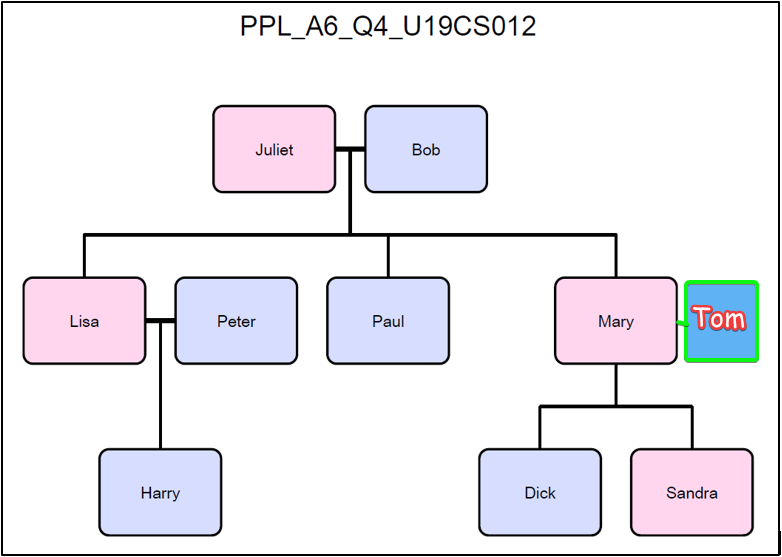 PPL_A6_Q4_U19CS012
Juliet
Bob
Lisa
Peter
Paul
Mary
Tom
Harry
Dick
Sandra